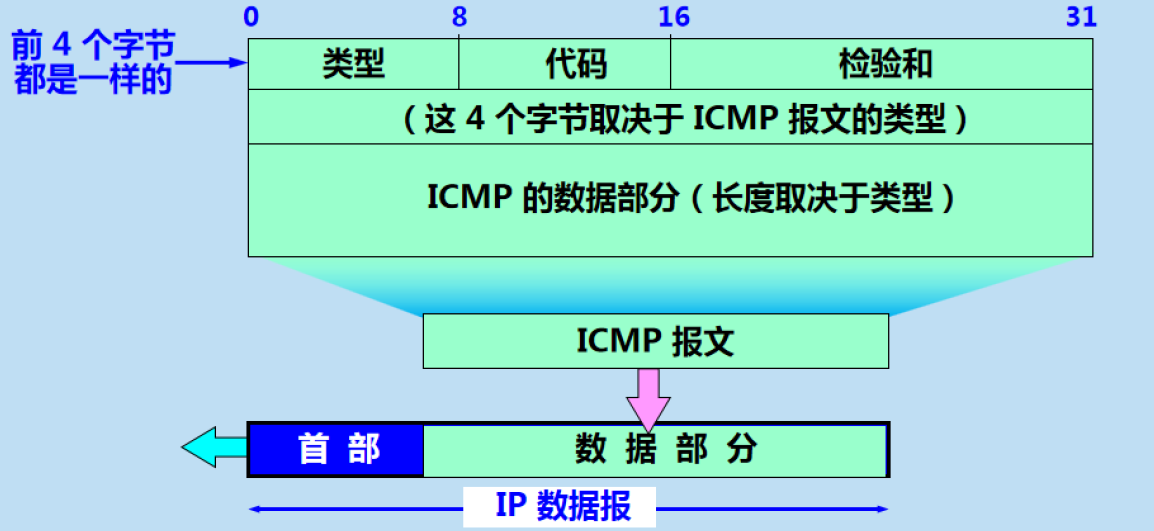 0 8 16 31
前 4 个字节
都是一样的
类型 代码 检验和
（这 4 个字节取决于 ICMP 报文的类型）
ICMP 的数据部分（长度取决于类型）
ICMP 报文
首 部 数 据 部 分
IP 数据报